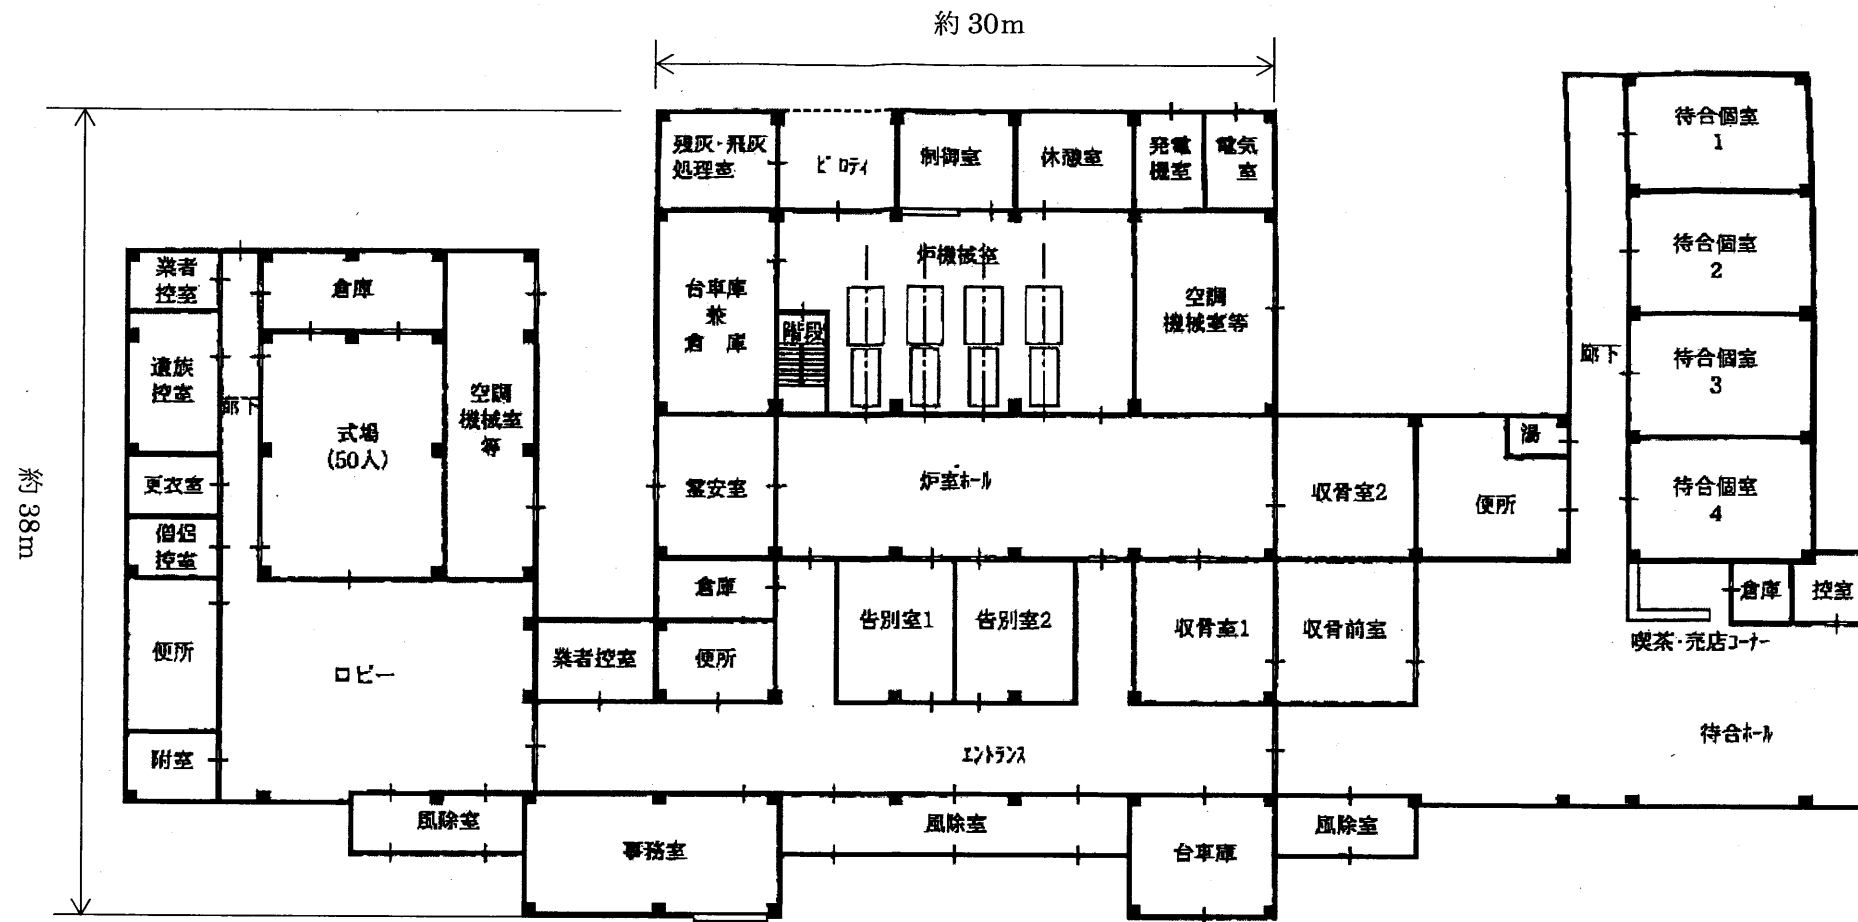 約 30m
約 38m
残灰・飛灰
処理室
ピロティ
制御室
休憩室
発電
機室
電気
室
待合個室
1
待合個室
2
待合個室
3
待合個室
4
廊下
業者
控室
倉庫
遺族
控室
廊下
式場
(50人)
空調
機械室
等
更衣室
僧侶
控室
便所
附室
ロビー
風除室
台車庫
兼
倉 庫
炉機械室
階段
空調
機械室等
霊安室
炉室ホール
収骨室2
湯
便所
倉庫
業者控室
便所
告別室1
告別室2
収骨室1
収骨前室
倉庫
控室
喫茶・売店コーナー
待合ホール
エントランス
事務室
風除室
台車庫
風除室